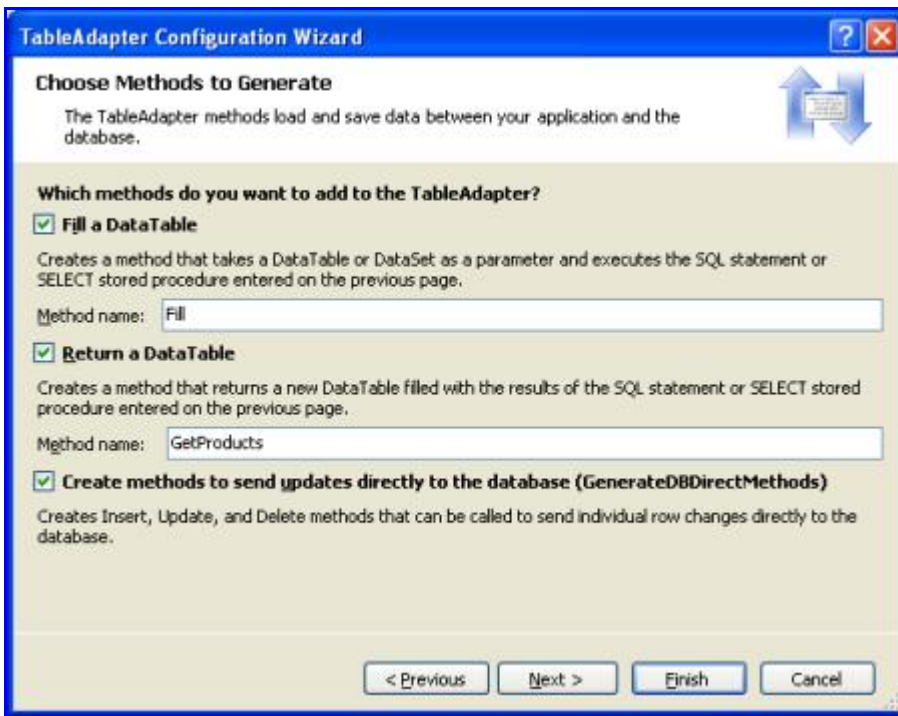 TableAdapter Configuration Wizard
Choose Methods to Generate
The TableAdapter methods load and save data between your application and the
database.
Which methods do you want to add to the TableAdapter?
Fill a DataTable
Creates a method that takes a DataTable or DataSet as a parameter and executes the SQL statement or
SELECT stored procedure entered on the previous page.
Method name: Fill
Return a DataTable
Creates a method that returns a new DataTable filled with the results of the SQL statement or SELECT stored
procedure entered on the previous page.
Method name: GetProducts
Create methods to send updates directly to the database (GenerateDBDirectMethods)
Creates Insert, Update, and Delete methods that can be called to send individual row changes directly to the
database.
< Previous Next > Finish Cancel